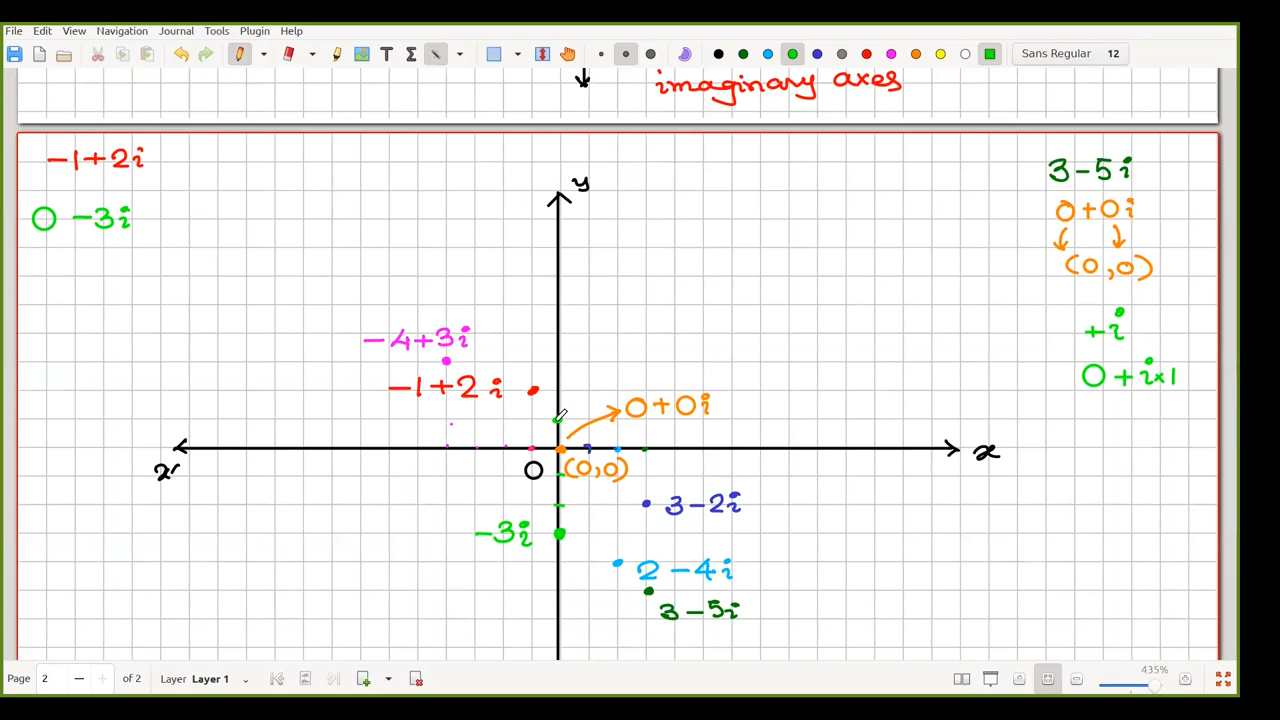 File Edit View Navigation Journal Tools Plugin Help
Sans Regular 12
imaginary axes
-1+2i
0 -3i
y
3-5i
0+0i
(0,0)
+i
0+i×1
-4+3i
-1+2i
0+0i
x'
O
(0,0)
x
3-2i
-3i
2-4i
3-5i
Page 2 of 2 Layer Layer 1
435%